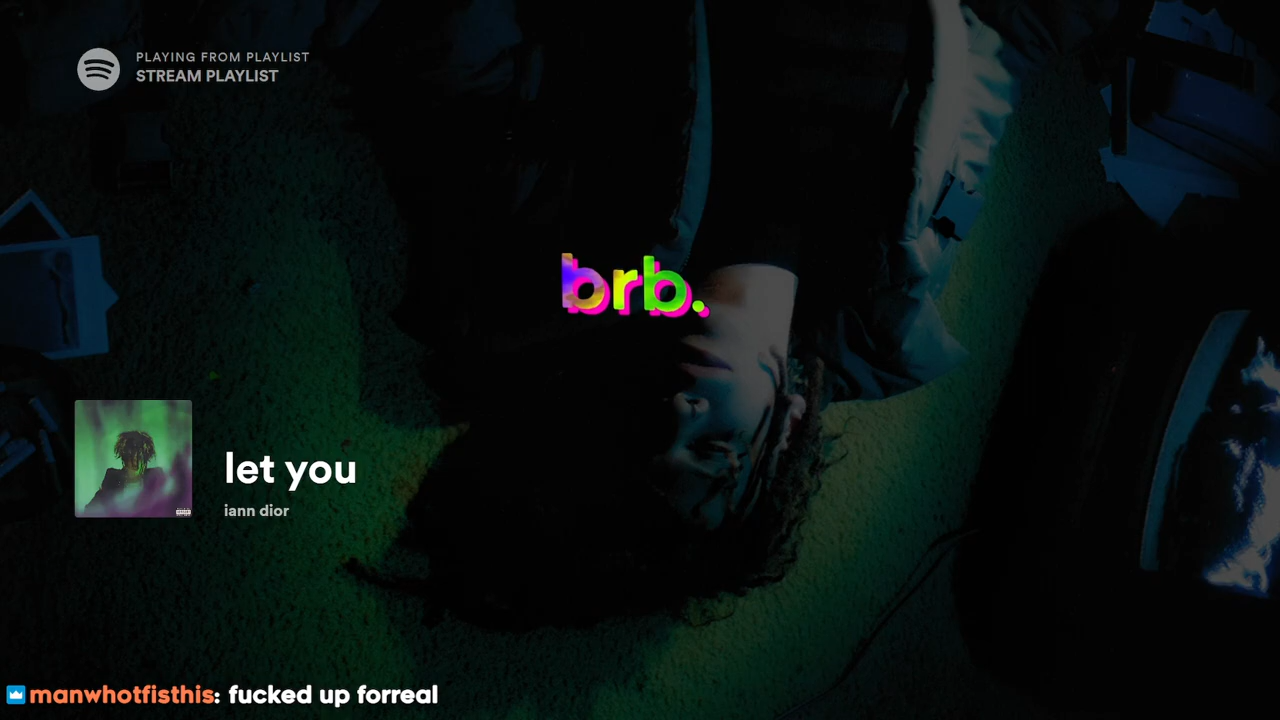 PLAYING FROM PLAYLIST
STREAM PLAYLIST
brb.
let you
iann dior
manwhotfisthis: fucked up forreal